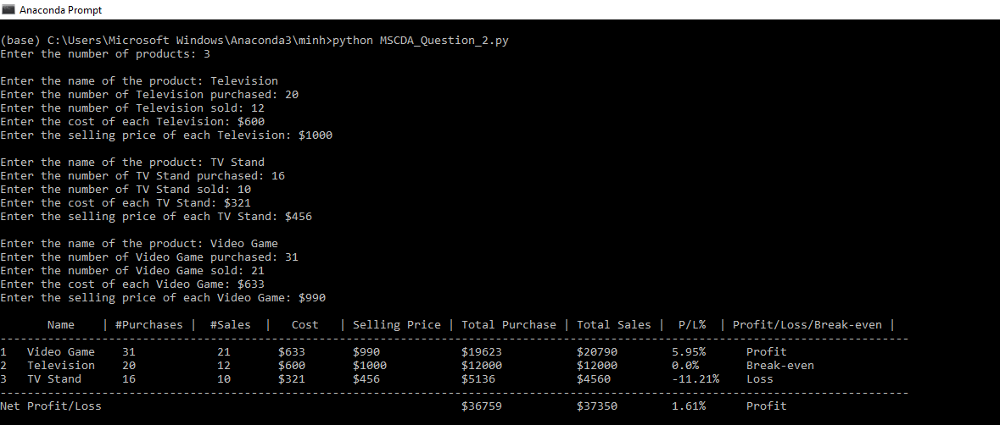 Anaconda Prompt
(base) C:\Users\Microsoft Windows\Anaconda3\minh>python MSCDA_Question_2.py
Enter the number of products: 3
Enter the name of the product: Television
Enter the number of Television purchased: 20
Enter the number of Television sold: 12
Enter the cost of each Television: $600
Enter the selling price of each Television: $1000
Enter the name of the product: TV Stand
Enter the number of TV Stand purchased: 16
Enter the number of TV Stand sold: 10
Enter the cost of each TV Stand: $321
Enter the selling price of each TV Stand: $456
Enter the name of the product: Video Game
Enter the number of Video Game purchased: 31
Enter the number of Video Game sold: 21
Enter the cost of each Video Game: $633
Enter the selling price of each Video Game: $990
Name | #Purchases | #Sales | Cost | Selling Price | Total Purchase | Total Sales | P/L% | Profit/Loss/Break-even |
--------------------------------------------------------------------------------------------------------------------------------------
1 Video Game 31 21 $633 $990 $19623 $20790 5.95% Profit
2 Television 20 12 $600 $1000 $12000 $12000 0.0% Break-even
3 TV Stand 16 10 $321 $456 $5136 $4560 -11.21% Loss
--------------------------------------------------------------------------------------------------------------------------------------
Net Profit/Loss $36759 $37350 1.61% Profit